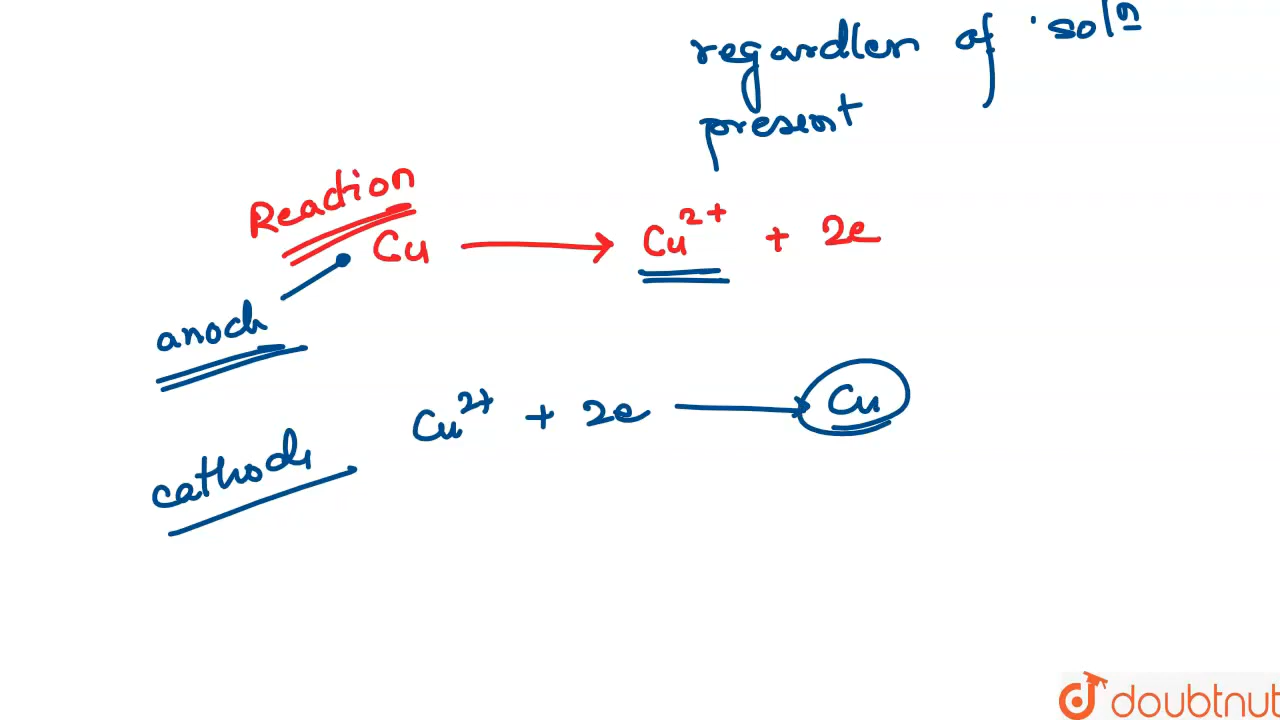 regardless of soln
present
Reaction
Cu → Cu²⁺ + 2e
anode
Cu²⁺ + 2e → Cu
cathode
doubtnut